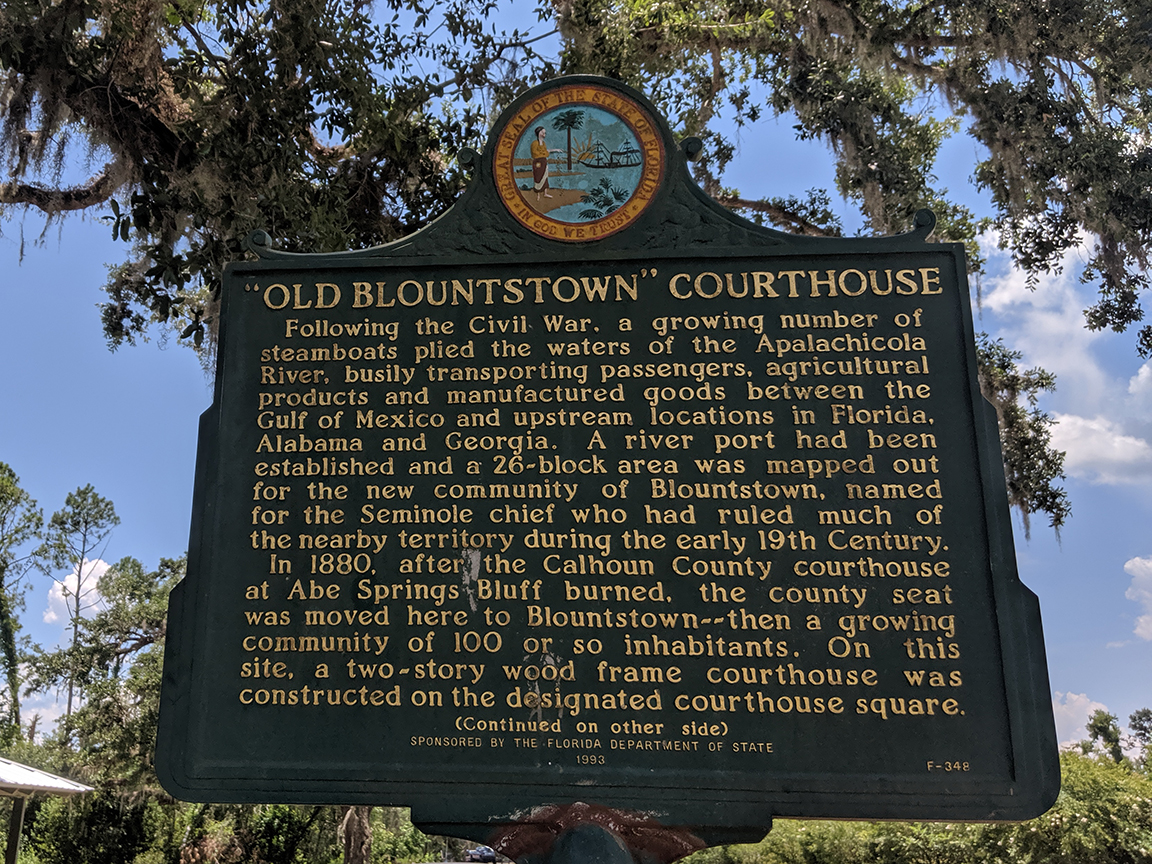 GREAT SEAL OF THE STATE OF FLORIDA
IN GOD WE TRUST
"OLD BLOUNTSTOWN" COURTHOUSE
Following the Civil War, a growing number of
steamboats plied the waters of the Apalachicola
River, busily transporting passengers, agricultural
products and manufactured goods between the
Gulf of Mexico and upstream locations in Florida,
Alabama and Georgia. A river port had been
established and a 26-block area was mapped out
for the new community of Blountstown, named
for the Seminole chief who had ruled much of
the nearby territory during the early 19th Century.
In 1880, after the Calhoun County courthouse
at Abe Springs Bluff burned, the county seat
was moved here to Blountstown--then a growing
community of 100 or so inhabitants. On this
site, a two-story wood frame courthouse was
constructed on the designated courthouse square.
(Continued on other side)
SPONSORED BY THE FLORIDA DEPARTMENT OF STATE
1993
F-348